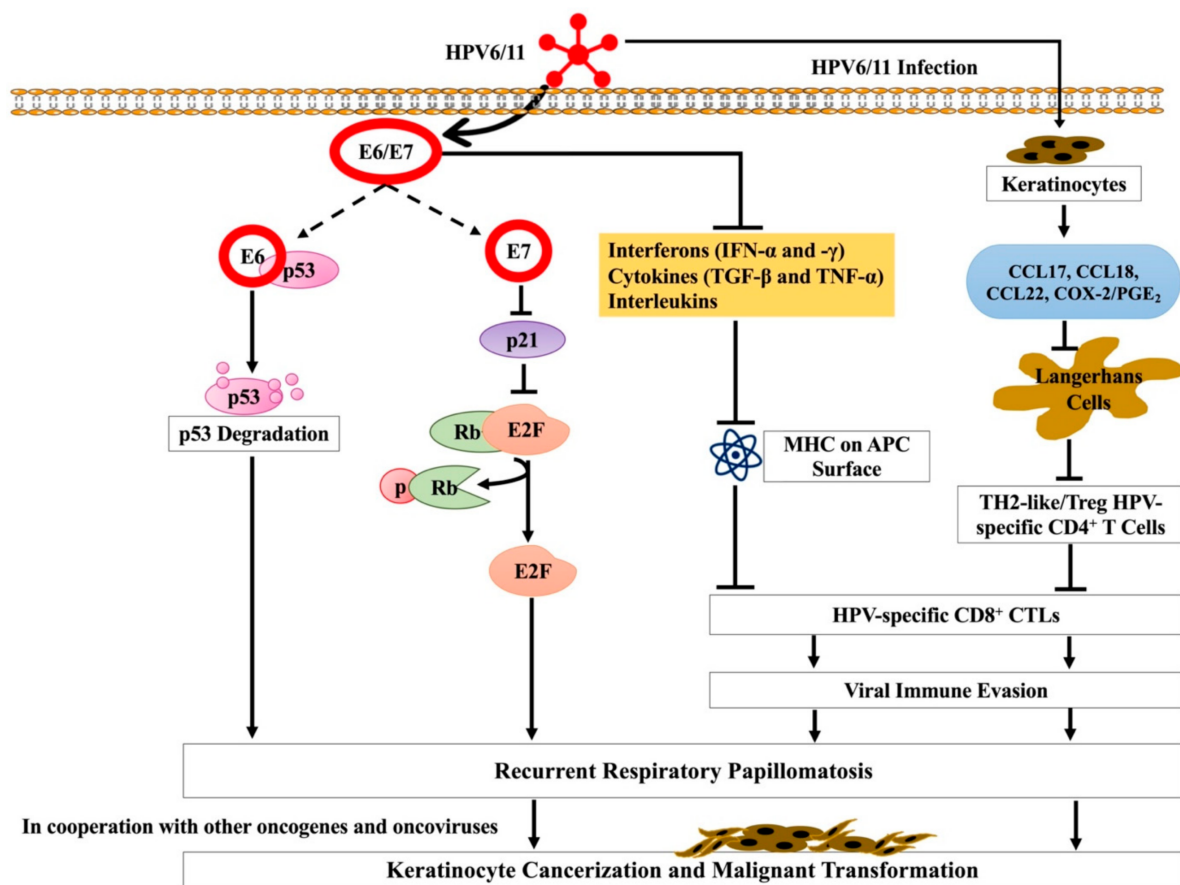 HPV6/11
HPV6/11 Infection
E6/E7
Keratinocytes
E6
p53
E7
Interferons (IFN-α and -γ)
Cytokines (TGF-β and TNF-α)
Interleukins
CCL17, CCL18,
CCL22, COX-2/PGE₂
p21
p53
Langerhans
Cells
p53 Degradation
Rb
E2F
MHC on APC
Surface
p
Rb
TH2-like/Treg HPV-
specific CD4⁺ T Cells
E2F
HPV-specific CD8⁺ CTLs
Viral Immune Evasion
Recurrent Respiratory Papillomatosis
In cooperation with other oncogenes and oncoviruses
Keratinocyte Cancerization and Malignant Transformation